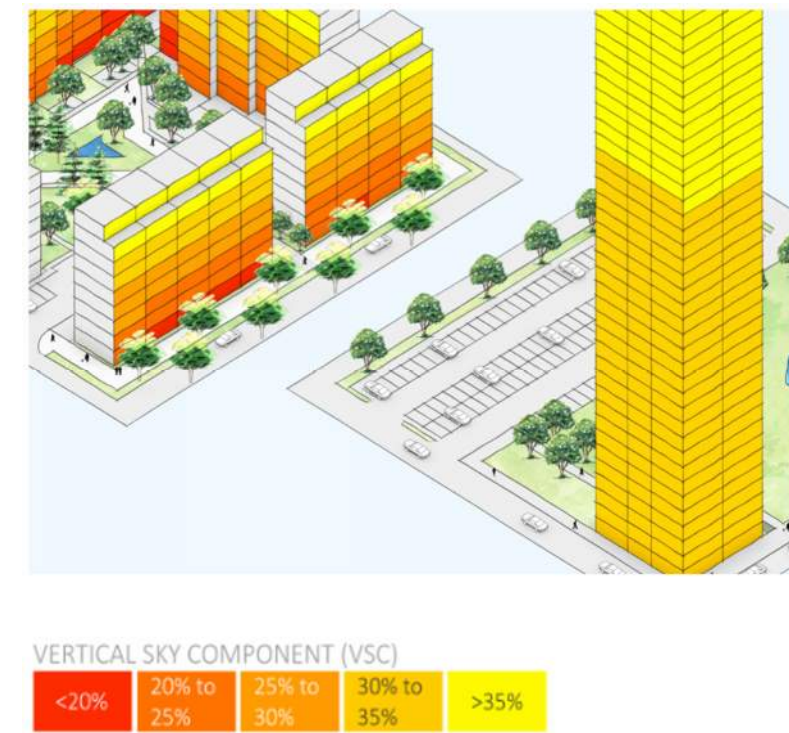 VERTICAL SKY COMPONENT (VSC)
<20%
20% to
25%
25% to
30%
30% to
35%
>35%